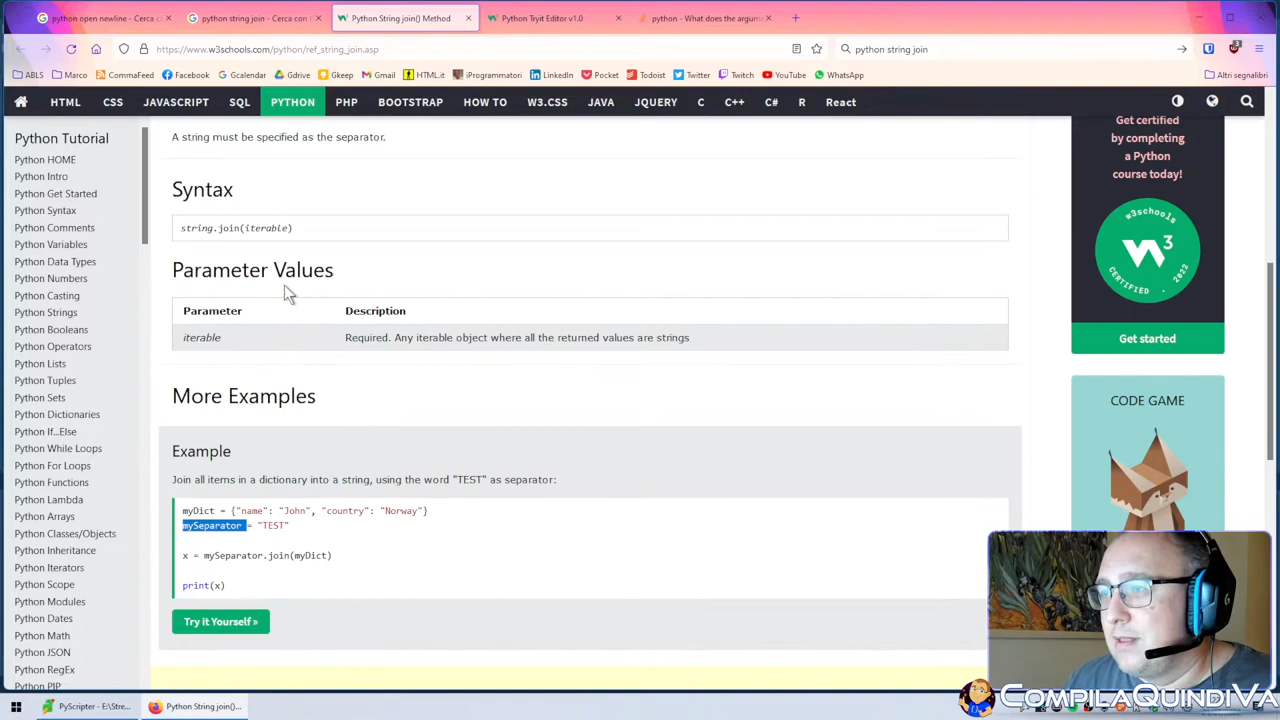 python open newline - Cerca c
python string join - Cerca con
Python String join() Method
Python Tryit Editor v1.0
python - What does the argum
https://www.w3schools.com/python/ref_string_join.asp
python string join
ABLS
Marco
CommaFeed
Facebook
Gcalendar
Gdrive
Gkeep
Gmail
HTML.it
iProgrammatori
LinkedIn
Pocket
Todoist
Twitter
Twitch
YouTube
WhatsApp
Altri segnalibri
HTML
CSS
JAVASCRIPT
SQL
PYTHON
PHP
BOOTSTRAP
HOW TO
W3.CSS
JAVA
JQUERY
C
C++
C#
R
React
Python Tutorial
Python HOME
Python Intro
Python Get Started
Python Syntax
Python Comments
Python Variables
Python Data Types
Python Numbers
Python Casting
Python Strings
Python Booleans
Python Operators
Python Lists
Python Tuples
Python Sets
Python Dictionaries
Python If...Else
Python While Loops
Python For Loops
Python Functions
Python Lambda
Python Arrays
Python Classes/Objects
Python Inheritance
Python Iterators
Python Scope
Python Modules
Python Dates
Python Math
Python JSON
Python RegEx
Python PIP
A string must be specified as the separator.
Syntax
string.join(iterable)
Parameter Values
Parameter Description
iterable Required. Any iterable object where all the returned values are strings
More Examples
Example
Join all items in a dictionary into a string, using the word "TEST" as separator:
myDict = {"name": "John", "country": "Norway"}
mySeparator = "TEST"
x = mySeparator.join(myDict)
print(x)
Try it Yourself »
Get certified
by completing
a Python
course today!
w3schools
W3
CERTIFIED . 2022
Get started
CODE GAME
CompilaQuindiVa
PyScripter - E:\Stre...
Python String join()...